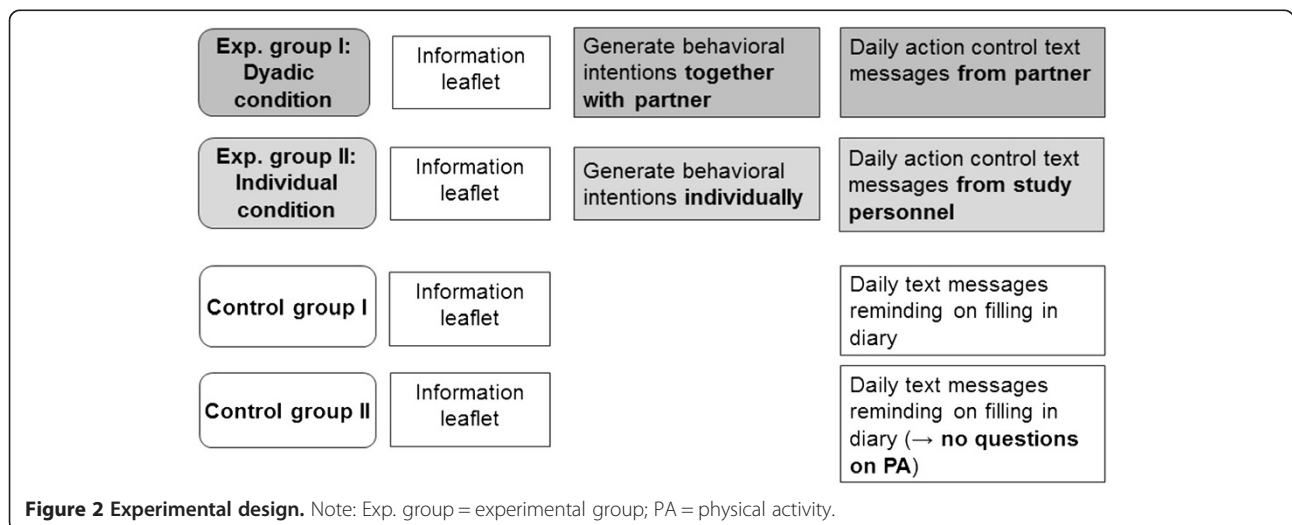 Exp. group I:
Dyadic
condition
Information
leaflet
Generate behavioral
intentions together
with partner
Daily action control text
messages from partner
Exp. group II:
Individual
condition
Information
leaflet
Generate behavioral
intentions individually
Daily action control text
messages from study
personnel
Control group I
Information
leaflet
Daily text messages
reminding on filling in
diary
Control group II
Information
leaflet
Daily text messages
reminding on filling in
diary (→ no questions
on PA)
Figure 2 Experimental design. Note: Exp. group = experimental group; PA = physical activity.